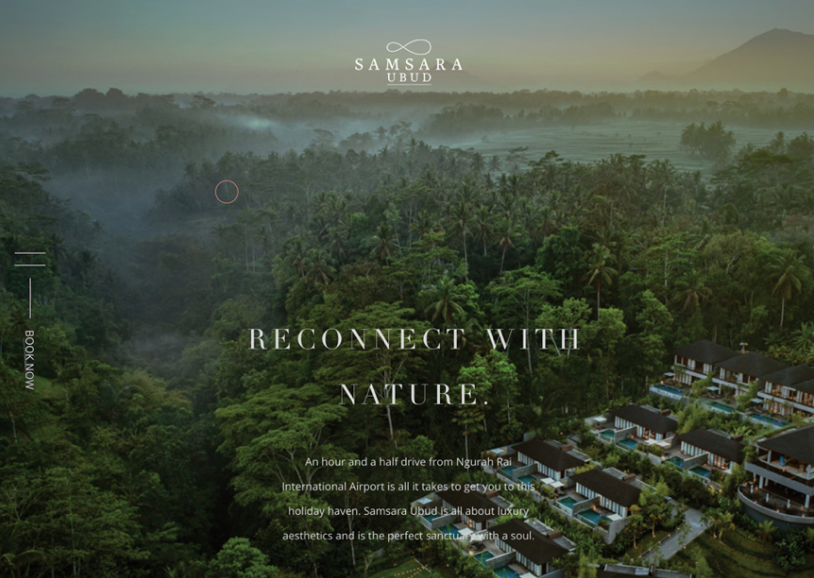 SAMSARA
UBUD
BOOK NOW
RECONNECT WITH
NATURE.
An hour and a half drive from Ngurah Rai
International Airport is all it takes to get you to this
holiday haven. Samsara Ubud is all about luxury
aesthetics and is the perfect sanctuary with a soul.